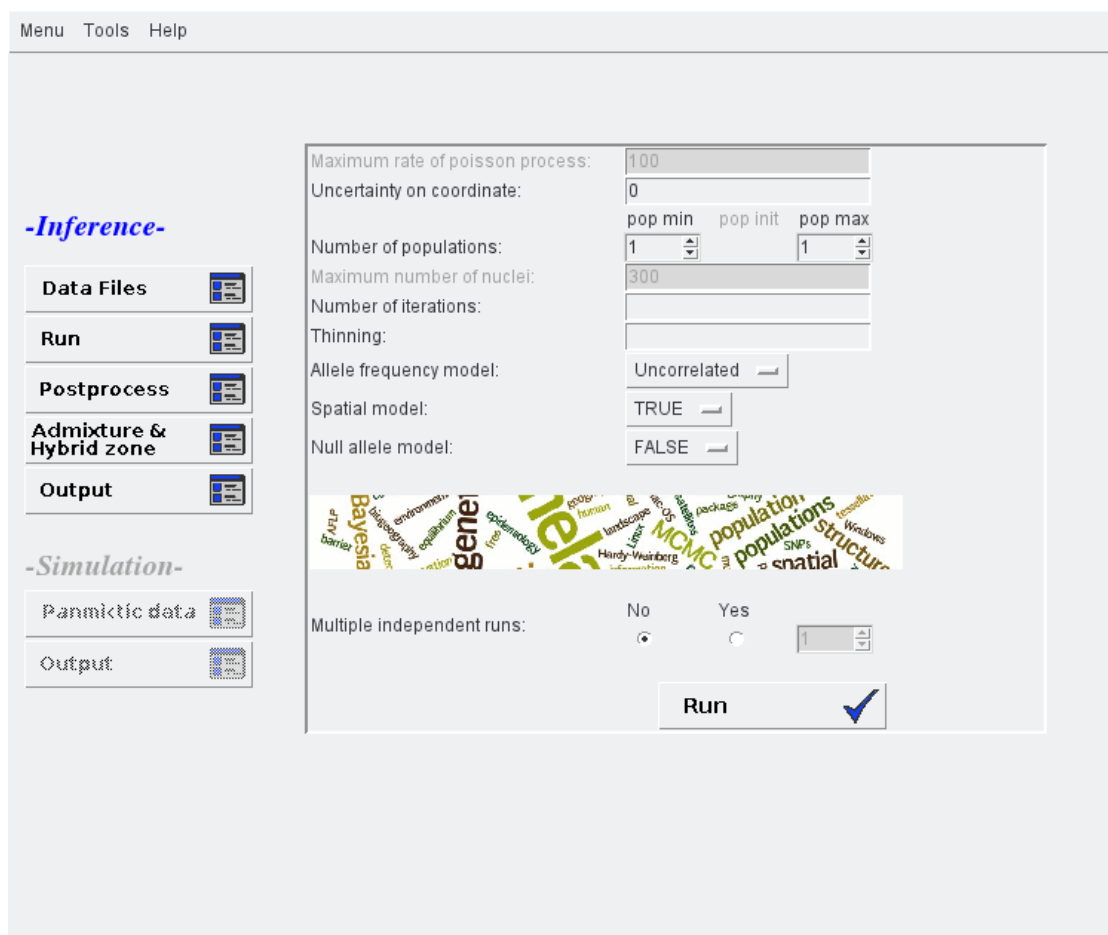 Menu Tools Help
-Inference-
Data Files
Run
Postprocess
Admixture &
Hybrid zone
Output
-Simulation-
Panmictic data
Output
Maximum rate of poisson process: 100
Uncertainty on coordinate: 0
pop min pop init pop max
Number of populations: 1 1
Maximum number of nuclei: 300
Number of iterations:
Thinning:
Allele frequency model: Uncorrelated
Spatial model: TRUE
Null allele model: FALSE
AFLP
barrier
biogeography
environment
equilibrium
epidemiology
free
human
landscape
Linux
Hardy-Weinberg
MCMC
package
population
populations
SNPs
spatial
Windows
No Yes
Multiple independent runs: 1
Run